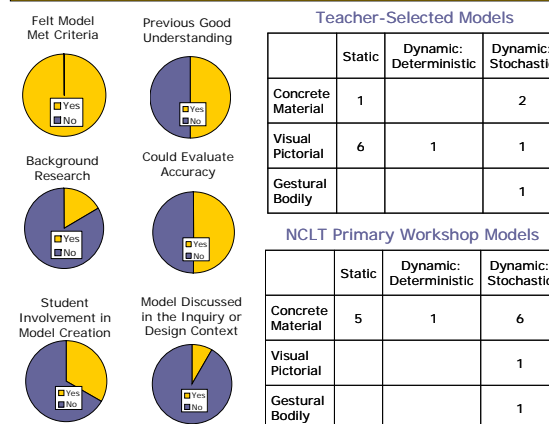 Felt Model
Met Criteria
Yes
No
Previous Good
Understanding
Yes
No
Background
Research
Yes
No
Could Evaluate
Accuracy
Yes
No
Student
Involvement in
Model Creation
Yes
No
Model Discussed
in the Inquiry or
Design Context
Yes
No
Teacher-Selected Models
Static
Dynamic:
Deterministic
Dynamic:
Stochastic
Concrete
Material
1
2
Visual
Pictorial
6
1
1
Gestural
Bodily
1
NCLT Primary Workshop Models
Static
Dynamic:
Deterministic
Dynamic:
Stochastic
Concrete
Material
5
1
6
Visual
Pictorial
1
Gestural
Bodily
1